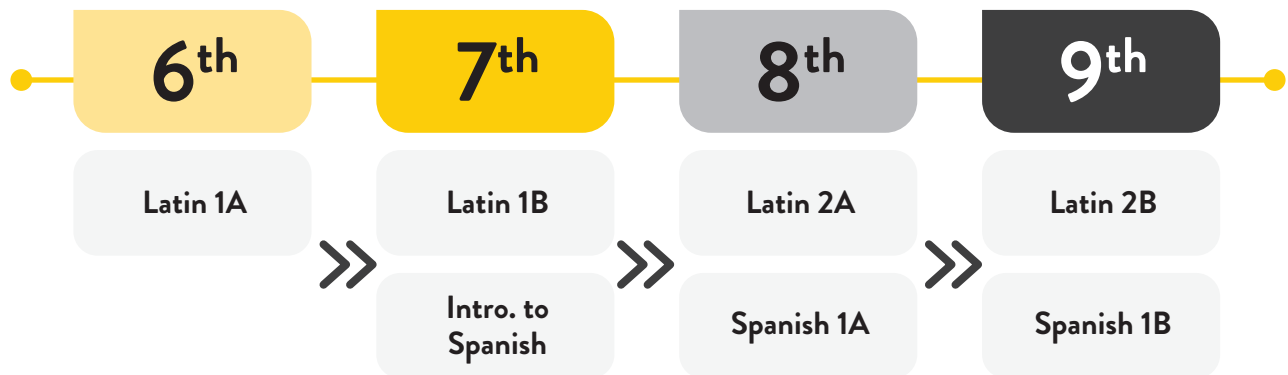 6th
7th
8th
9th
Latin 1A
Latin 1B
Latin 2A
Latin 2B
Intro. to
Spanish
Spanish 1A
Spanish 1B